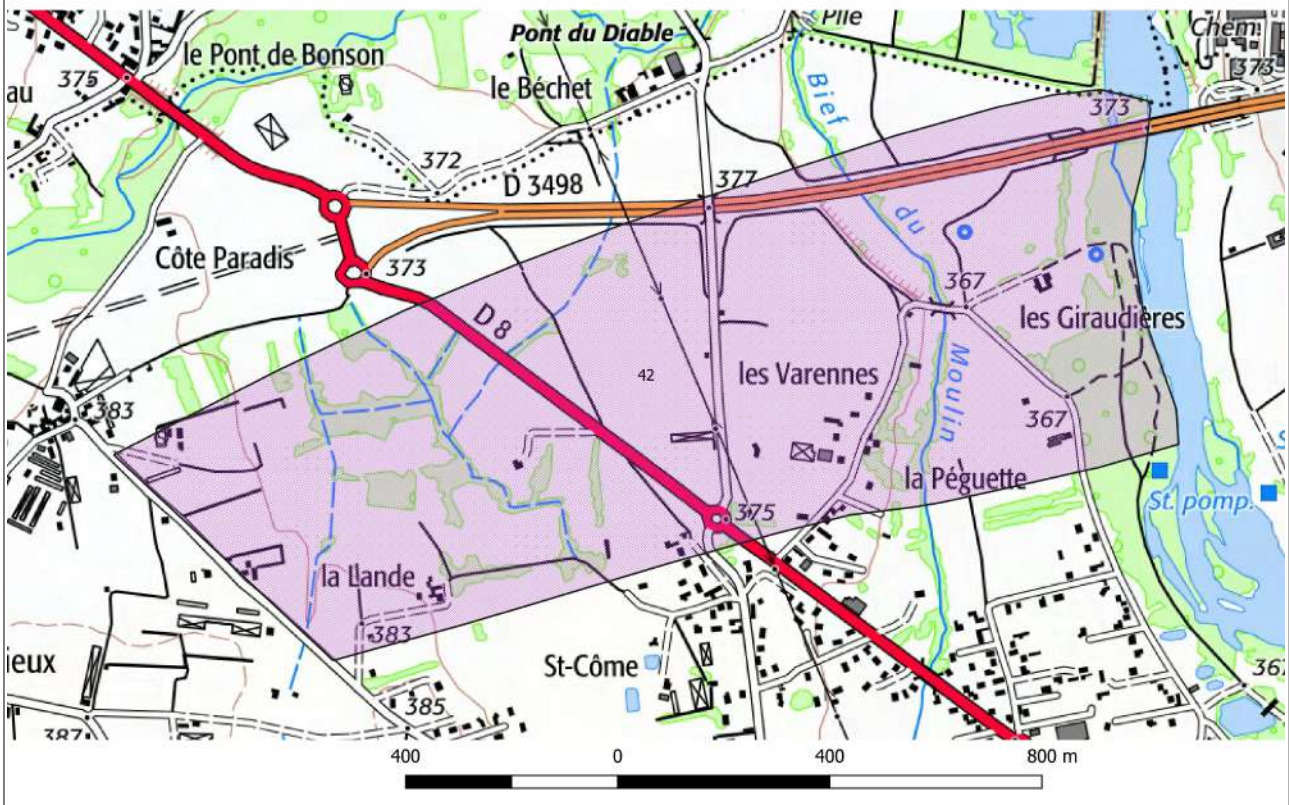 Pont du Diable
Pile
Chem.
le Pont de Bonson
375
le Béchet
373
au
Bief
373
372
D 3498
377
du
Côte Paradis
373
367
D 8
les Giraudières
Moulin
42
les Varennes
383
367
la Péguette
St. pomp.
375
la Lande
383
ieux
St-Côme
367
385
387
400 0 400 800 m